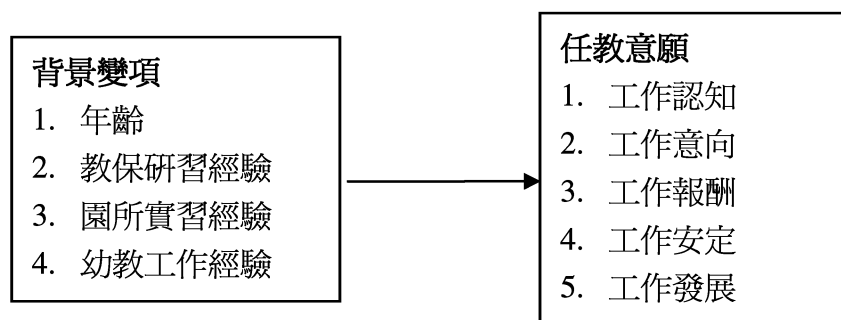 背景變項
1. 年齡
2. 教保研習經驗
3. 園所實習經驗
4. 幼教工作經驗
任教意願
1. 工作認知
2. 工作意向
3. 工作報酬
4. 工作安定
5. 工作發展